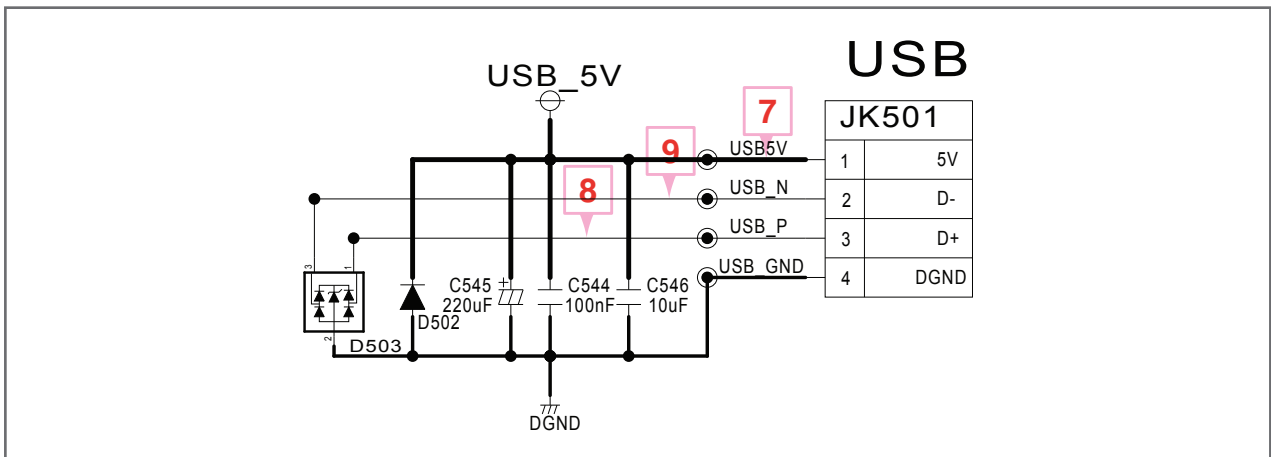 USB
USB_5V
7
JK501
USB5V
1 5V
9
USB_N
2 D-
8
USB_P
3 D+
USB_GND
4 DGND
3
1
C545
+
220uF
C544
100nF
C546
10uF
D502
2
D503
DGND